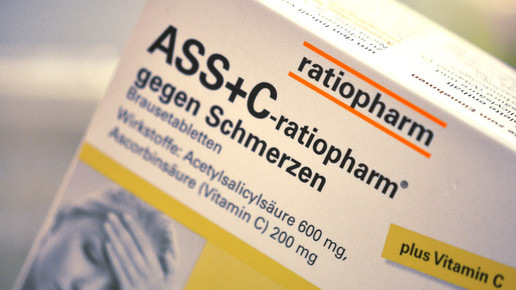 ratiopharm
ASS+C-ratiopharm®
gegen Schmerzen
Brausetabletten
Wirkstoffe: Acetylsalicylsäure 600 mg,
Ascorbinsäure (Vitamin C) 200 mg
plus Vitamin C